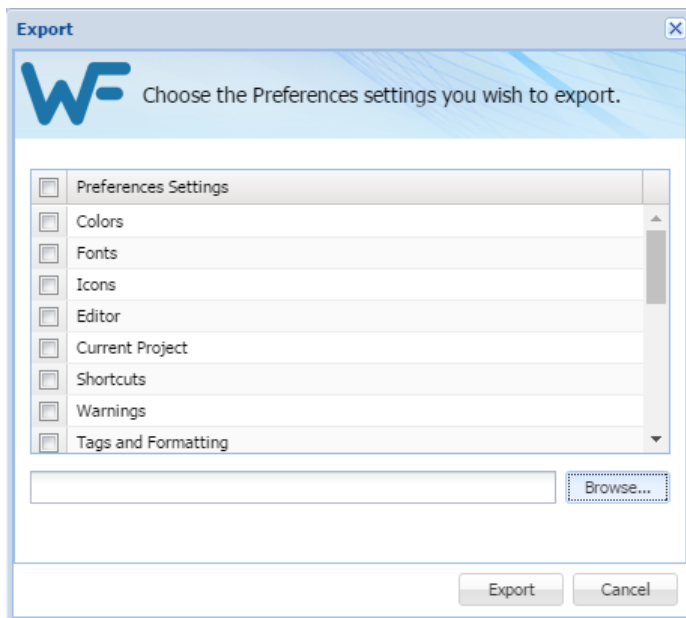 Export
WF
Choose the Preferences settings you wish to export.
Preferences Settings
Colors
Fonts
Icons
Editor
Current Project
Shortcuts
Warnings
Tags and Formatting
Browse...
Export
Cancel